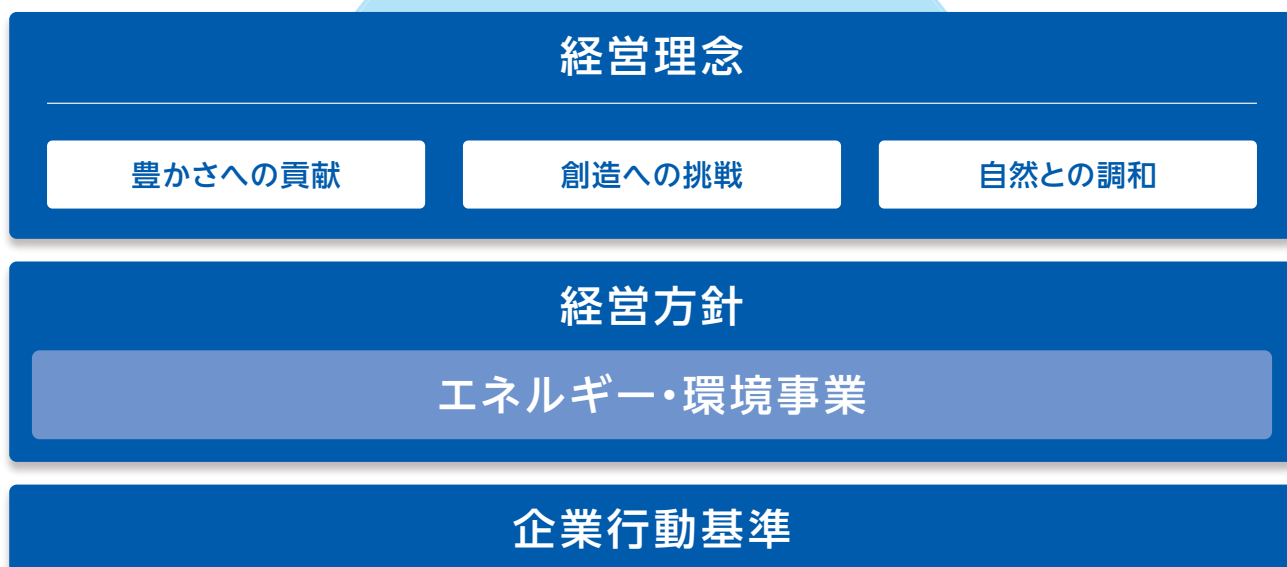 経営理念
豊かさへの貢献
創造への挑戦
自然との調和
経営方針
エネルギー・環境事業
企業行動基準